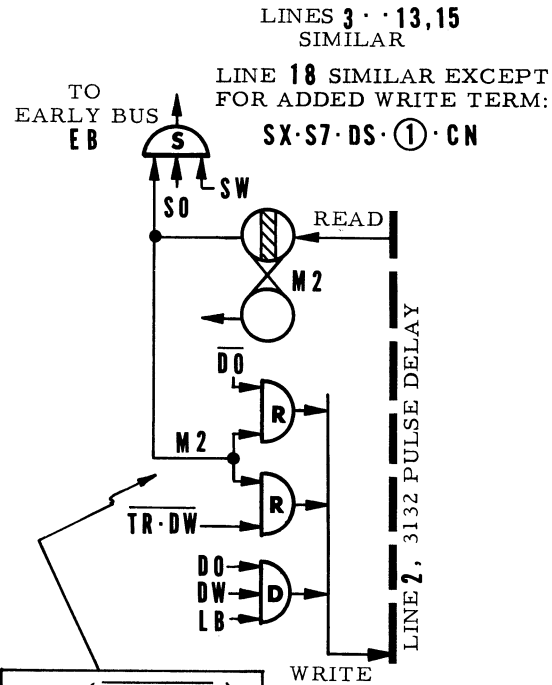 LINES 3 · · 13,15
SIMILAR
LINE 18 SIMILAR EXCEPT
FOR ADDED WRITE TERM:
SX·S7·DS·①·CN
TO
EARLY BUS
EB
S
S0
SW
READ
M2
D0
R
M2
R
TR·DW
D0
DW
LB
D
LINE 2, 3132 PULSE DELAY
WRITE